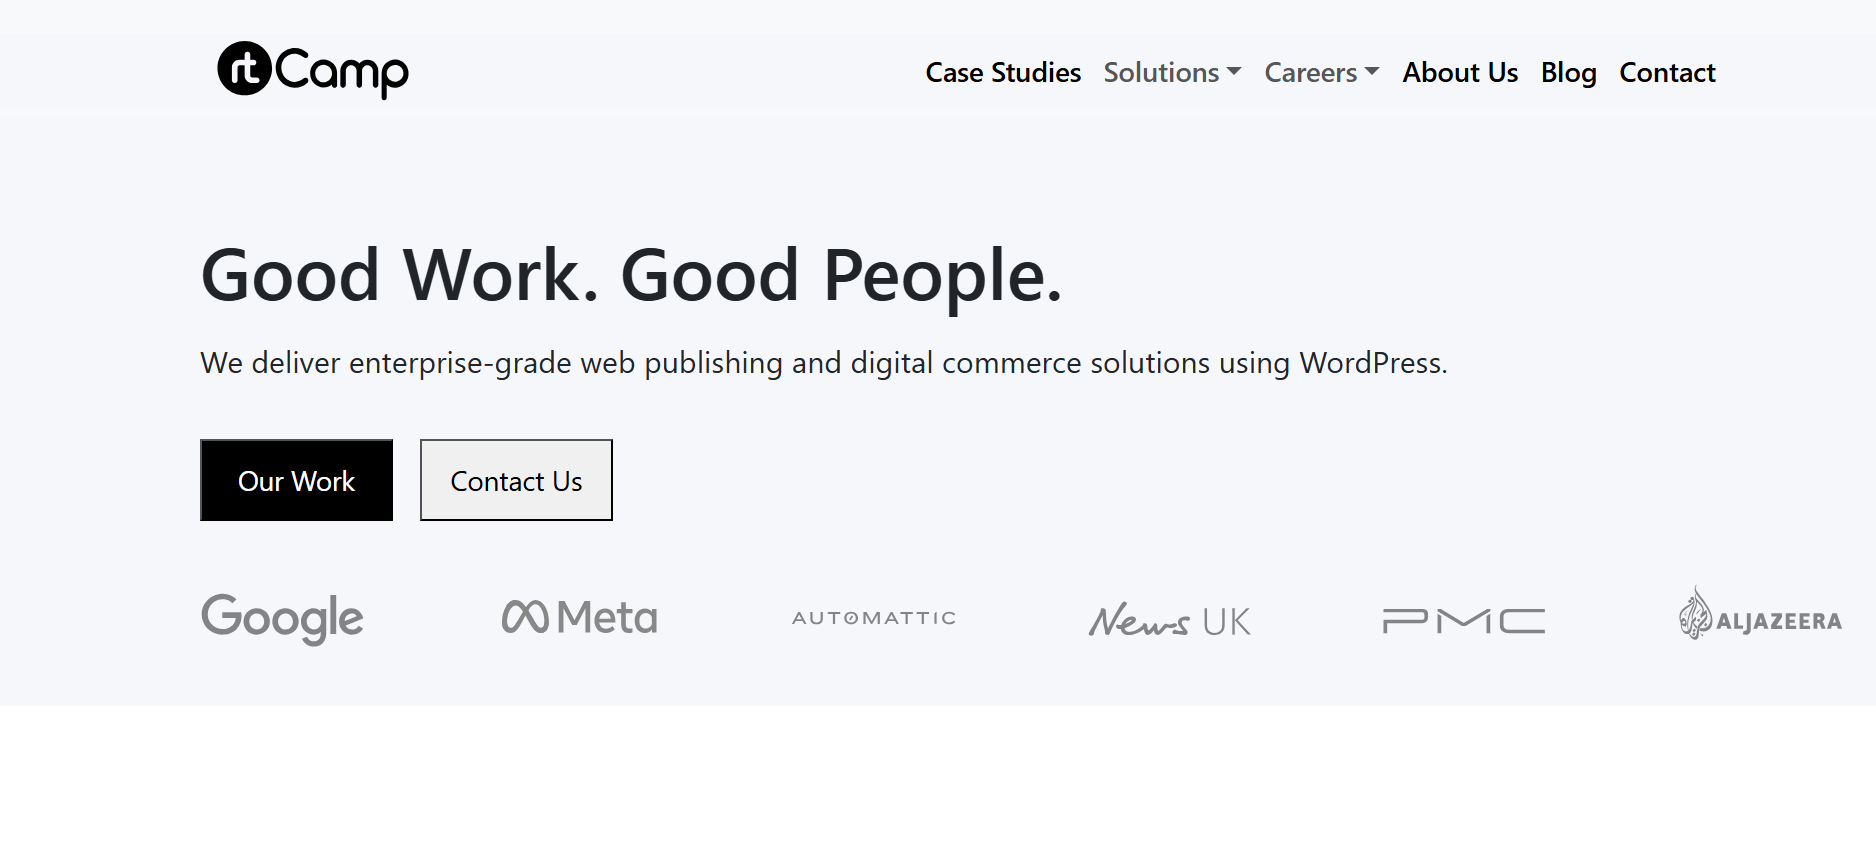 rtCamp Case Studies Solutions Careers About Us Blog Contact
Good Work. Good People.
We deliver enterprise-grade web publishing and digital commerce solutions using WordPress.
Our Work Contact Us
Google Meta AUTOMATTIC News UK PMC ALJAZEERA